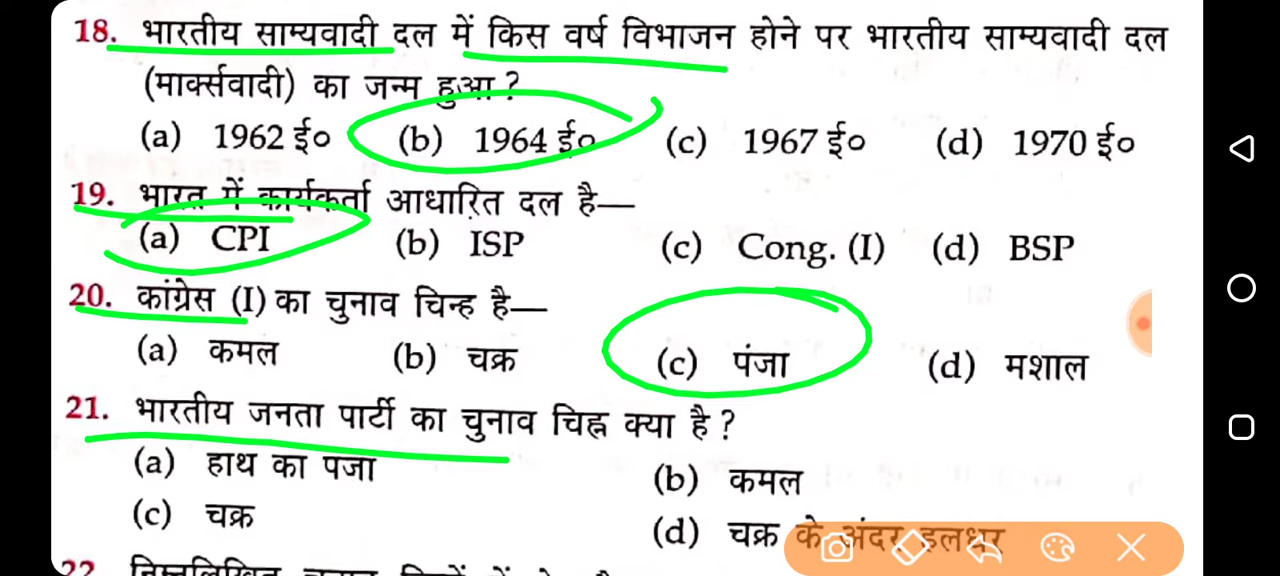 18. भारतीय साम्यवादी दल में किस वर्ष विभाजन होने पर भारतीय साम्यवादी दल
(मार्क्सवादी) का जन्म हुआ ?
(a) 1962 ई० (b) 1964 ई० (c) 1967 ई० (d) 1970 ई०
19. भारत में कार्यकर्ता आधारित दल है—
(a) CPI (b) ISP (c) Cong. (I) (d) BSP
20. कांग्रेस (I) का चुनाव चिन्ह है—
(a) कमल (b) चक्र (c) पंजा (d) मशाल
21. भारतीय जनता पार्टी का चुनाव चिह्न क्या है ?
(a) हाथ का पंजा (b) कमल
(c) चक्र (d) चक्र के अंदर हलधर
22. निम्नलिखित